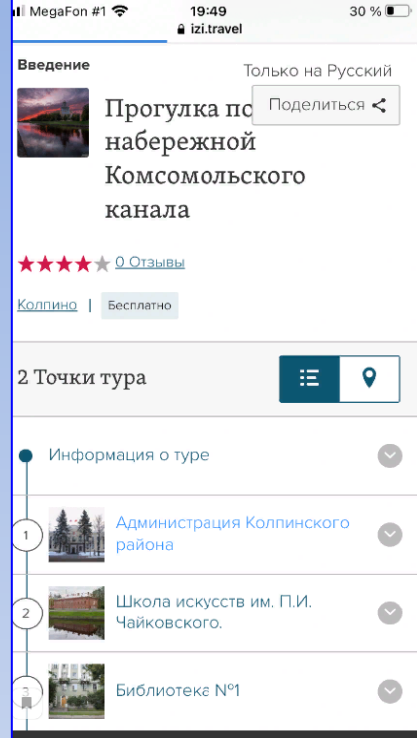 MegaFon #1 19:49 30 %
izi.travel
Введение
Только на Русский
Прогулка по
Поделиться
набережной
Комсомольского
канала
0 Отзывы
Колпино | Бесплатно
2 Точки тура
Информация о туре
1
Администрация Колпинского
района
2
Школа искусств им. П.И.
Чайковского.
3
Библиотека №1